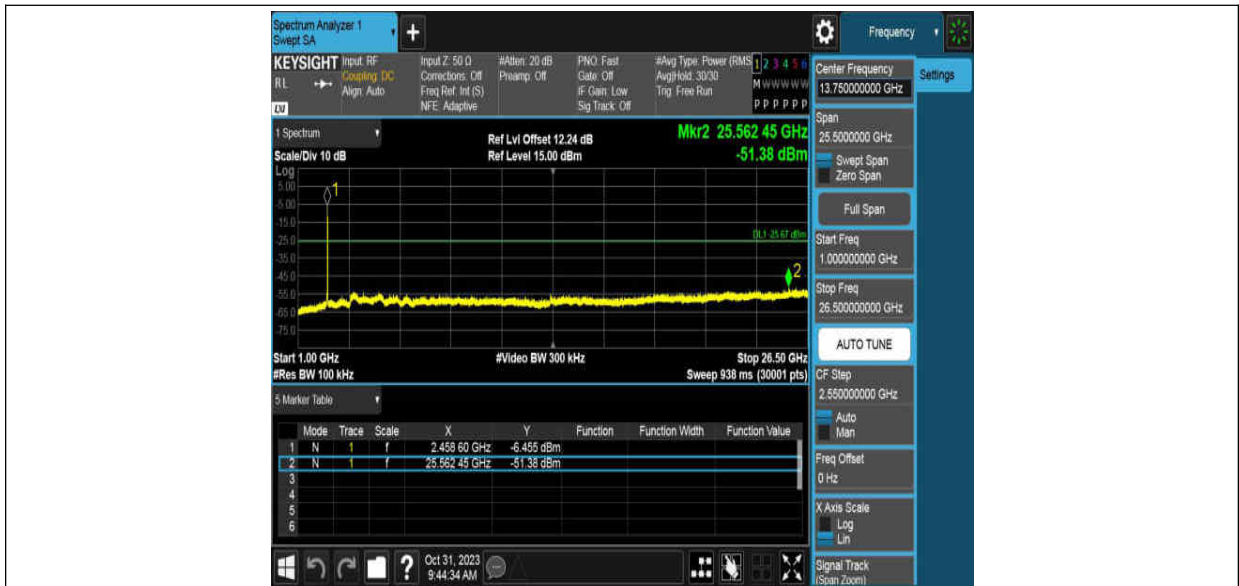 Spectrum Analyzer 1
Swept SA
+
Frequency
KEYSIGHT
RL
LXI
Input: RF
Coupling: DC
Align: Auto
Input Z: 50 Ω
Corrections: Off
Freq Ref: Int (S)
NFE: Adaptive
#Atten: 20 dB
Preamp: Off
PNO: Fast
Gate: Off
IF Gain: Low
Sig Track: Off
#Avg Type: Power (RMS
Avg|Hold: 30/30
Trig: Free Run
1 2 3 4 5 6
M W W W W W
P P P P P P
1 Spectrum
Scale/Div 10 dB
Ref Lvl Offset 12.24 dB
Ref Level 15.00 dBm
Mkr2 25.562 45 GHz
-51.38 dBm
Log
5.00
-5.00
-15.0
-25.0
-35.0
-45.0
-55.0
-65.0
-75.0
1
DL1 -25.67 dBm
2
Start 1.00 GHz
#Res BW 100 kHz
#Video BW 300 kHz
Stop 26.50 GHz
Sweep 938 ms (30001 pts)
5 Marker Table
Mode Trace Scale X Y Function Function Width Function Value
1 N 1 f 2.458 60 GHz -6.455 dBm
2 N 1 f 25.562 45 GHz -51.38 dBm
3
4
5
6
?
Oct 31, 2023
9:44:34 AM
Center Frequency
13.750000000 GHz
Settings
Span
25.5000000 GHz
Swept Span
Zero Span
Full Span
Start Freq
1.000000000 GHz
Stop Freq
26.500000000 GHz
AUTO TUNE
CF Step
2.550000000 GHz
Auto
Man
Freq Offset
0 Hz
X Axis Scale
Log
Lin
Signal Track
(Span Zoom)